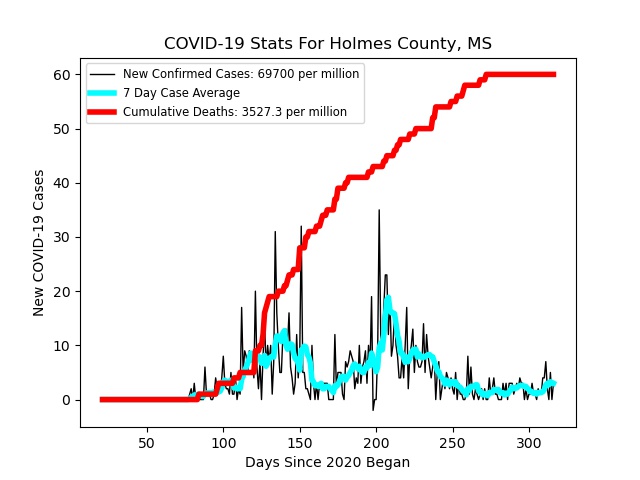 COVID-19 Stats For Holmes County, MS
New Confirmed Cases: 69700 per million
7 Day Case Average
Cumulative Deaths: 3527.3 per million
60
50
40
30
20
10
0
New COVID-19 Cases
50 100 150 200 250 300
Days Since 2020 Began